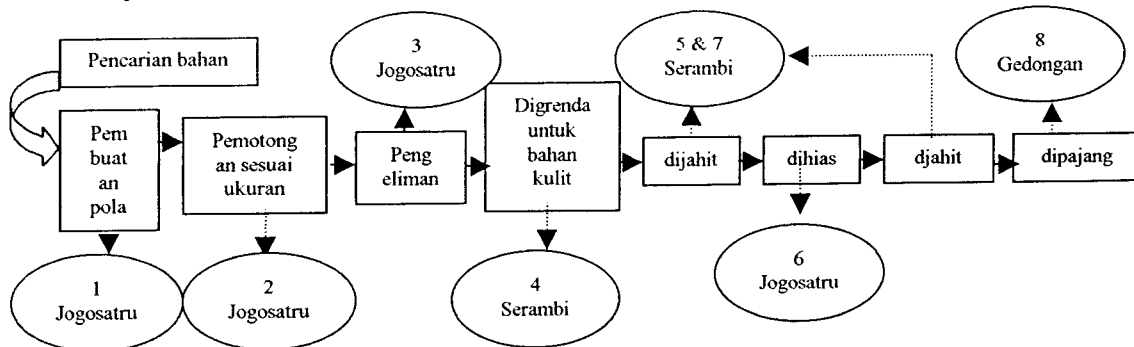 Pencarian bahan
Pem
buat
an
pola
Pemotong
an sesuai
ukuran
Peng
eliman
Digrenda
untuk
bahan
kulit
dijahit
dihias
djahit
dipajang
3
Jogosatru
5 & 7
Serambi
8
Gedongan
1
Jogosatru
2
Jogosatru
4
Serambi
6
Jogosatru